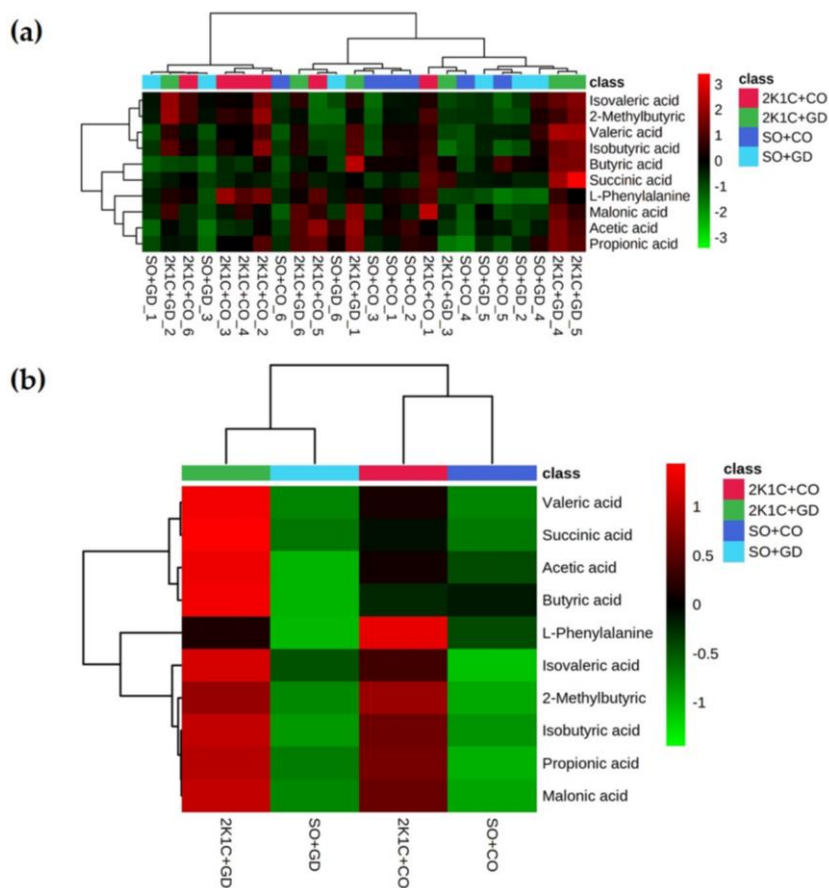 (a)
class
Isovaleric acid
2-Methylbutyric
Valeric acid
Isobutyric acid
Butyric acid
Succinic acid
L-Phenylalanine
Malonic acid
Acetic acid
Propionic acid
3
2
1
0
-1
-2
-3
class
2K1C+CO
2K1C+GD
SO+CO
SO+GD
SO+GD_1
2K1C+GD_2
2K1C+CO_6
SO+GD_3
2K1C+CO_3
2K1C+CO_4
2K1C+CO_2
SO+CO_6
2K1C+GD_6
2K1C+CO_5
SO+GD_6
2K1C+GD_1
SO+CO_3
SO+CO_1
SO+CO_2
2K1C+CO_1
2K1C+GD_3
SO+CO_4
SO+GD_5
SO+CO_5
SO+GD_2
SO+GD_4
2K1C+GD_4
2K1C+GD_5
(b)
class
Valeric acid
Succinic acid
Acetic acid
Butyric acid
L-Phenylalanine
Isovaleric acid
2-Methylbutyric
Isobutyric acid
Propionic acid
Malonic acid
1
0.5
0
-0.5
-1
class
2K1C+CO
2K1C+GD
SO+CO
SO+GD
2K1C+GD
SO+GD
2K1C+CO
SO+CO